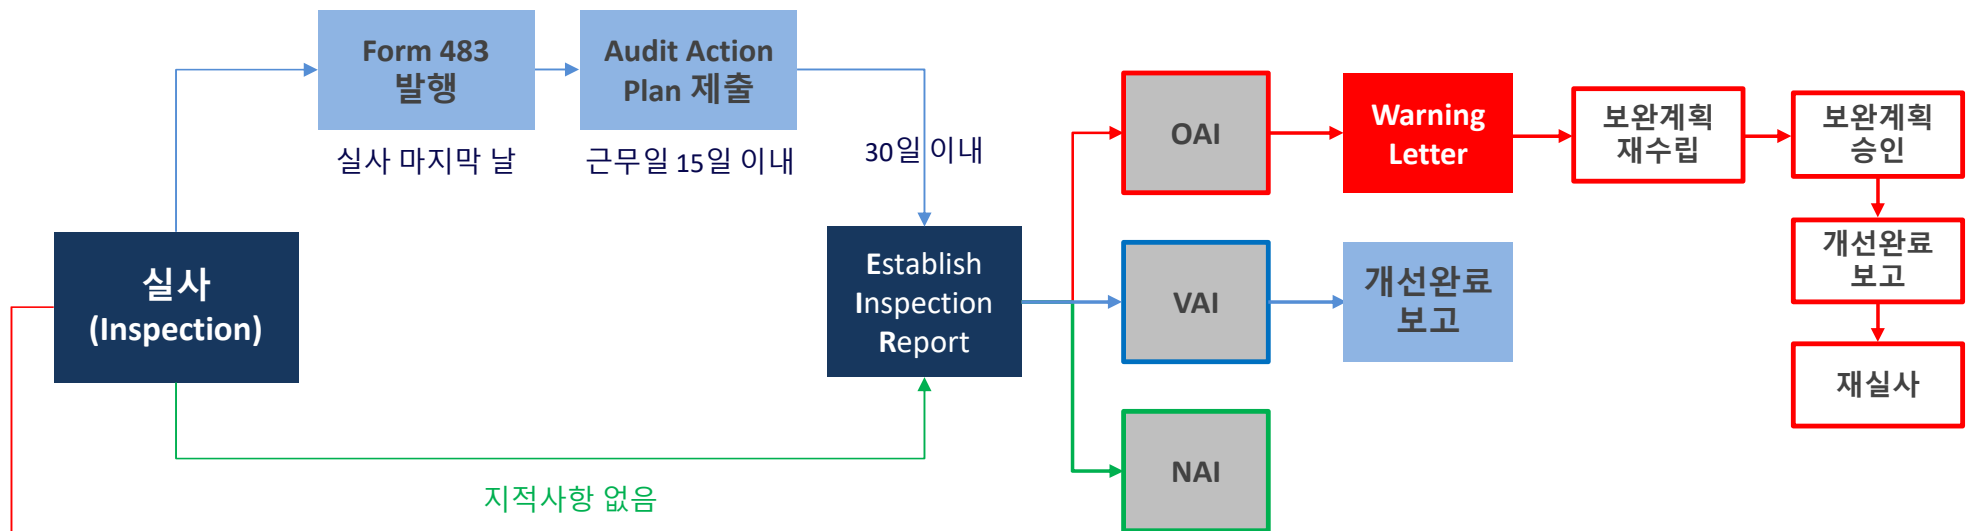 Form 483
발행
실사 마지막 날
Audit Action
Plan 제출
근무일 15일 이내
30일 이내
실사
(Inspection)
지적사항 없음
Establish
Inspection
Report
OAI
Warning
Letter
보완계획
재수립
보완계획
승인
개선완료
보고
재실사
VAI
개선완료
보고
NAI